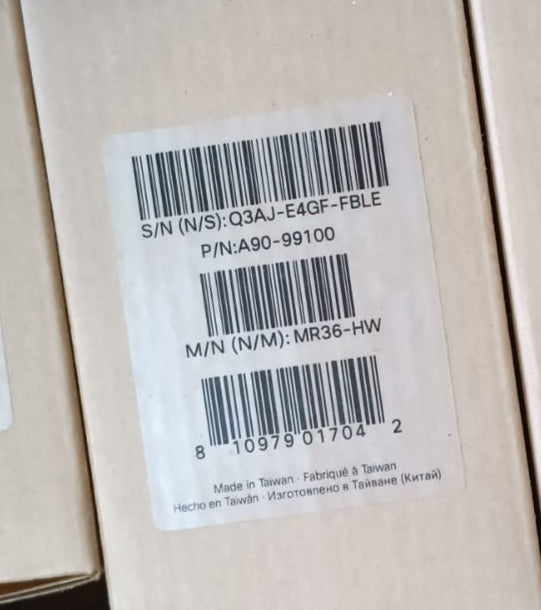 S/N (N/S): Q3AJ-E4GF-FBLE
P/N:A90-99100
M/N (N/M): MR36-HW
8 10979 01704 2
Made in Taiwan · Fabriqué à Taiwan
Hecho en Taiwán · Изготовлено в Тайване (Китай)